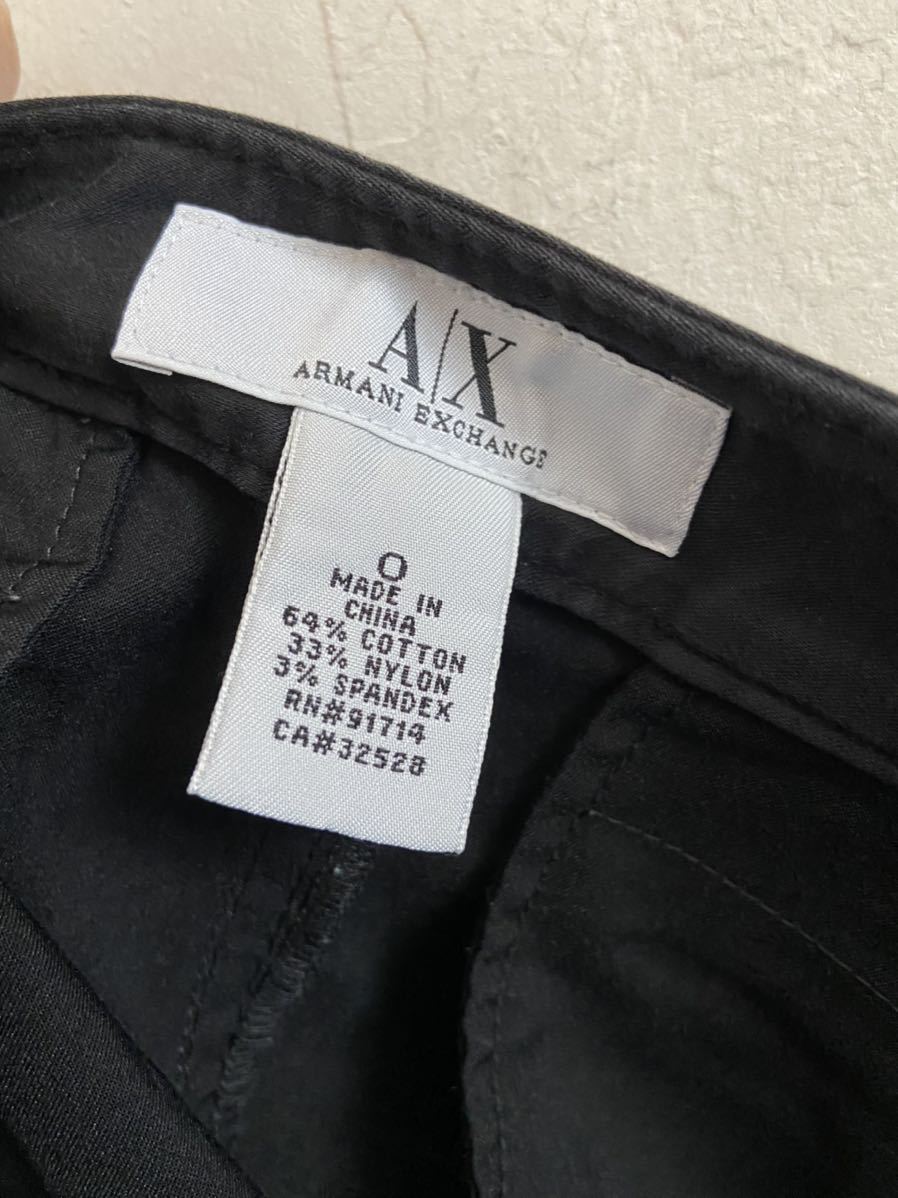 A|X
ARMANI EXCHANGE
0
MADE IN
CHINA
64% COTTON
33% NYLON
3% SPANDEX
RN#91714
CA#32528